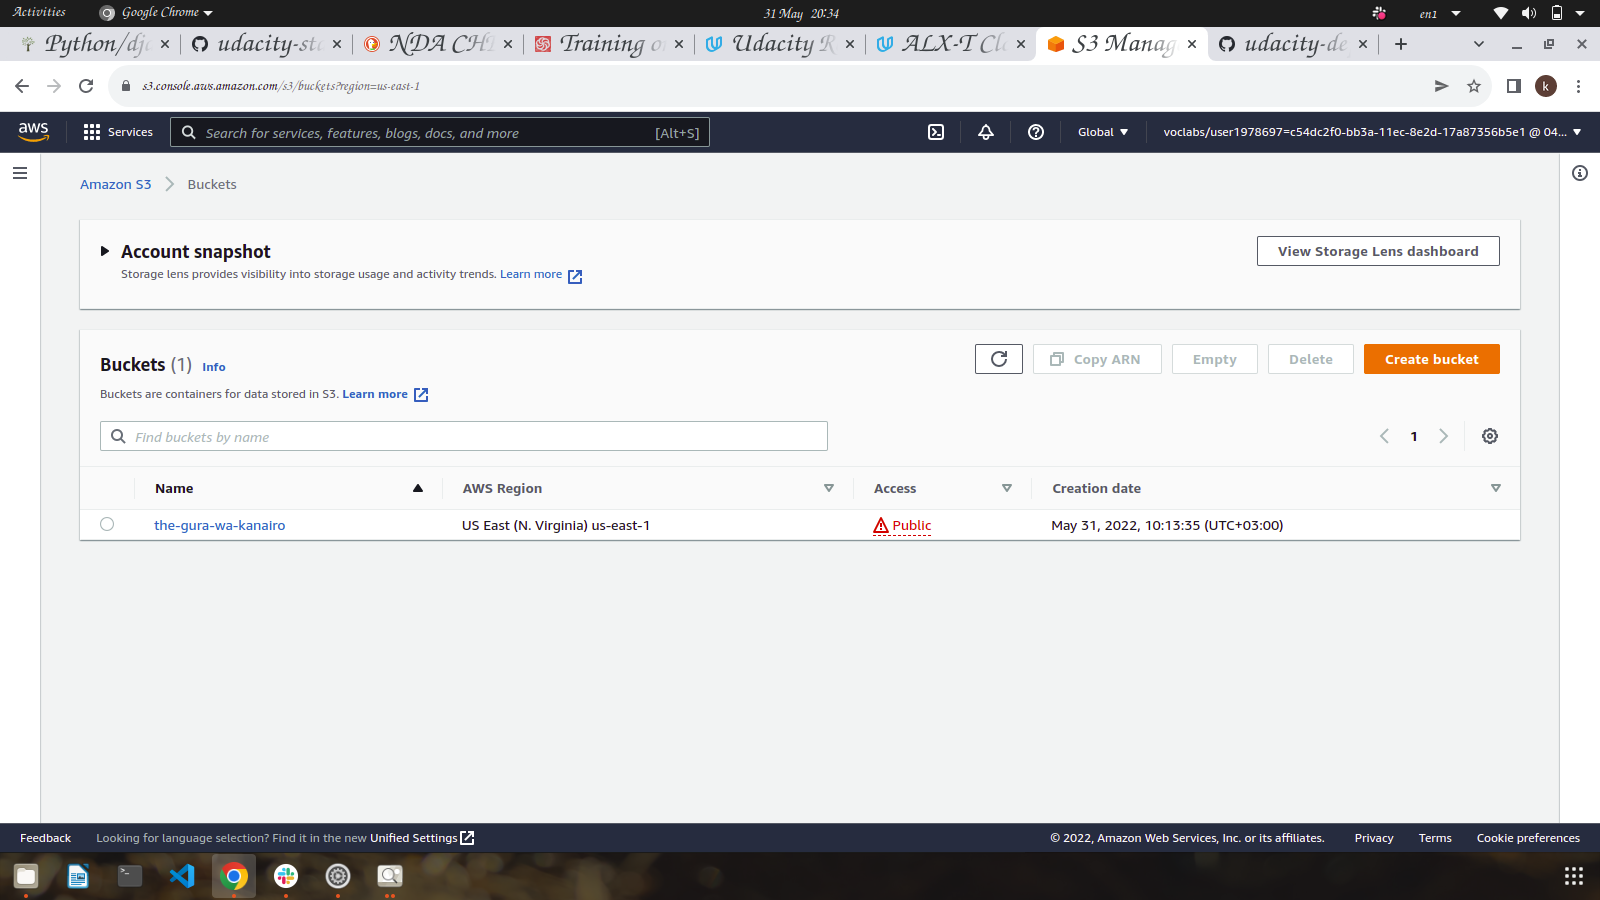 Activities Google Chrome 31 May 20:34 en1
Python/dj udacity-st NDA CH Training o Udacity R ALX-T Cl S3 Manag udacity-de
s3.console.aws.amazon.com/s3/buckets?region=us-east-1 k
aws Services Search for services, features, blogs, docs, and more [Alt+S] Global voclabs/user1978697=c54dc2f0-bb3a-11ec-8e2d-17a87356b5e1 @ 04...
Amazon S3 Buckets
Account snapshot View Storage Lens dashboard
Storage lens provides visibility into storage usage and activity trends. Learn more
Buckets (1) Info Copy ARN Empty Delete Create bucket
Buckets are containers for data stored in S3. Learn more
Find buckets by name 1
Name AWS Region Access Creation date
the-gura-wa-kanairo US East (N. Virginia) us-east-1 Public May 31, 2022, 10:13:35 (UTC+03:00)
Feedback Looking for language selection? Find it in the new Unified Settings © 2022, Amazon Web Services, Inc. or its affiliates. Privacy Terms Cookie preferences